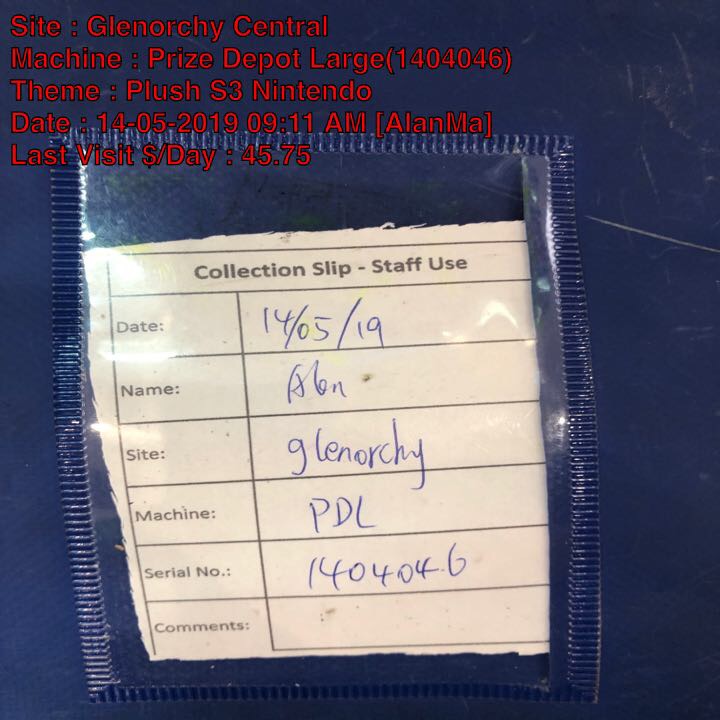 Site : Glenorchy Central
Machine : Prize Depot Large(1404046)
Theme : Plush S3 Nintendo
Date : 14-05-2019 09:11 AM [AlanMa]
Last Visit $/Day : 45.75
Collection Slip - Staff Use
Date: 14/05/19
Name: Alan
Site: glenorchy
Machine: PDL
Serial No.: 1404046
Comments: